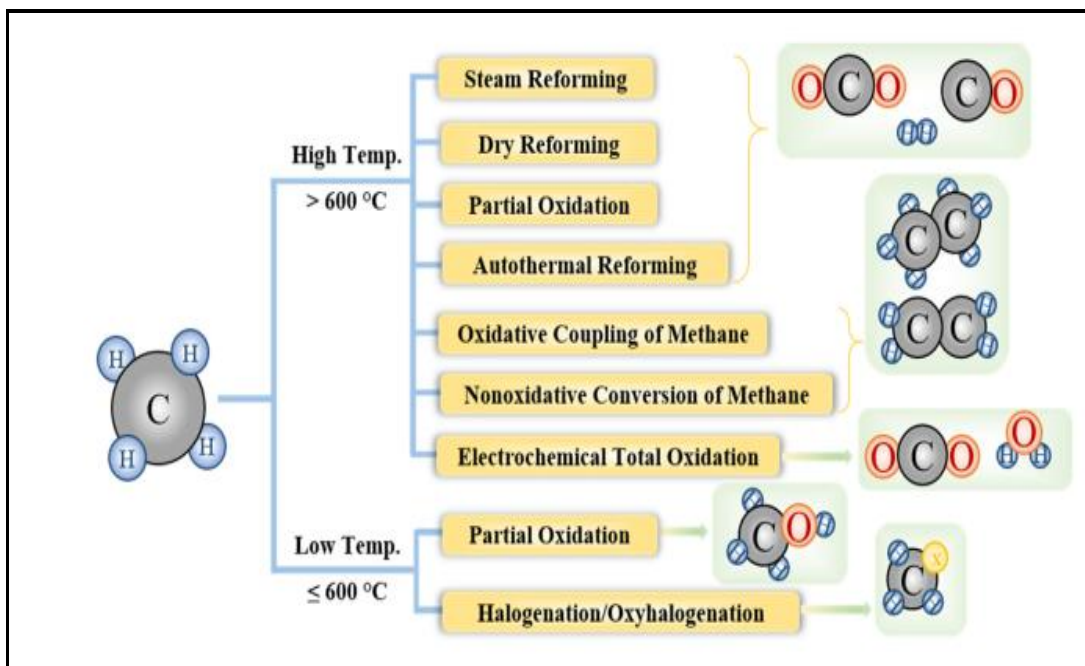 Steam Reforming
Dry Reforming
High Temp.
> 600 °C
Partial Oxidation
Autothermal Reforming
Oxidative Coupling of Methane
Nonoxidative Conversion of Methane
Electrochemical Total Oxidation
Low Temp.
≤ 600 °C
Partial Oxidation
Halogenation/Oxyhalogenation
H
H
C
H
H
O
C
O
C
O
H
H
C
C
H
H
H
H
H
H
C
C
H
H
H
H
O
C
O
O
H
H
H
C
O
H
H
H
H
C
X
H
H